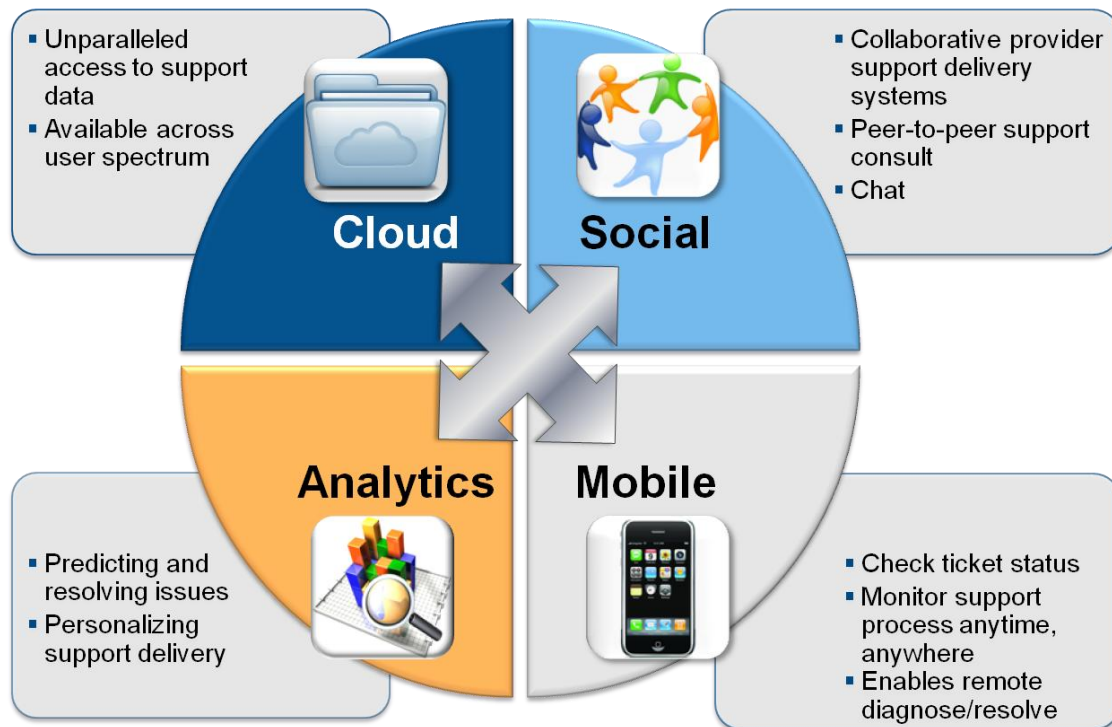 ▪ Unparalleled
access to support
data
▪ Available across
user spectrum
Cloud
▪ Collaborative provider
support delivery
systems
▪ Peer-to-peer support
consult
▪ Chat
Social
Analytics
▪ Predicting and
resolving issues
▪ Personalizing
support delivery
Mobile
▪ Check ticket status
▪ Monitor support
process anytime,
anywhere
▪ Enables remote
diagnose/resolve